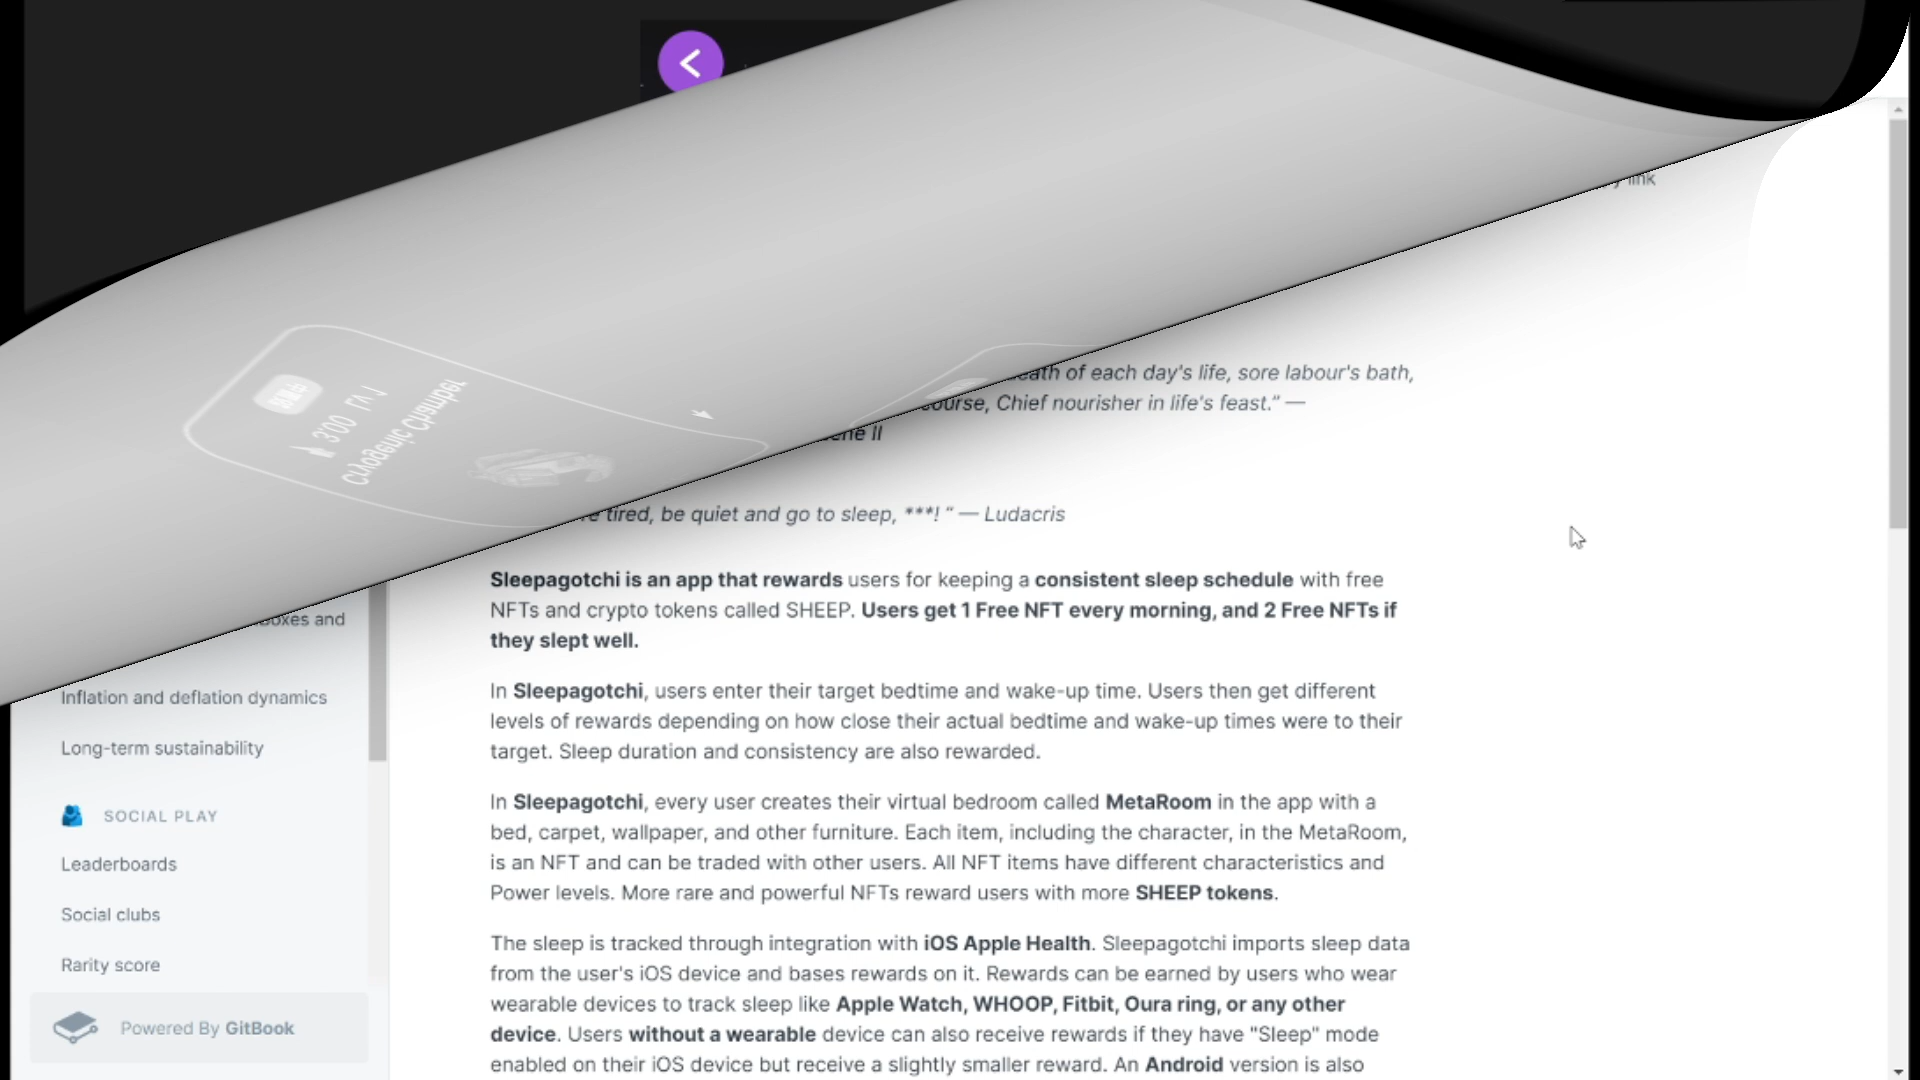 link
of each day's life, sore labour's bath,
course, Chief nourisher in life's feast.” —
II
tired, be quiet and go to sleep, ***! “ — Ludacris
Sleepagotchi is an app that rewards users for keeping a consistent sleep schedule with free
NFTs and crypto tokens called SHEEP. Users get 1 Free NFT every morning, and 2 Free NFTs if
they slept well.
In Sleepagotchi, users enter their target bedtime and wake-up time. Users then get different
levels of rewards depending on how close their actual bedtime and wake-up times were to their
target. Sleep duration and consistency are also rewarded.
In Sleepagotchi, every user creates their virtual bedroom called MetaRoom in the app with a
bed, carpet, wallpaper, and other furniture. Each item, including the character, in the MetaRoom,
is an NFT and can be traded with other users. All NFT items have different characteristics and
Power levels. More rare and powerful NFTs reward users with more SHEEP tokens.
The sleep is tracked through integration with iOS Apple Health. Sleepagotchi imports sleep data
from the user's iOS device and bases rewards on it. Rewards can be earned by users who wear
wearable devices to track sleep like Apple Watch, WHOOP, Fitbit, Oura ring, or any other
device. Users without a wearable device can also receive rewards if they have "Sleep" mode
enabled on their iOS device but receive a slightly smaller reward. An Android version is also
boxes and
Inflation and deflation dynamics
Long-term sustainability
SOCIAL PLAY
Leaderboards
Social clubs
Rarity score
Powered By GitBook